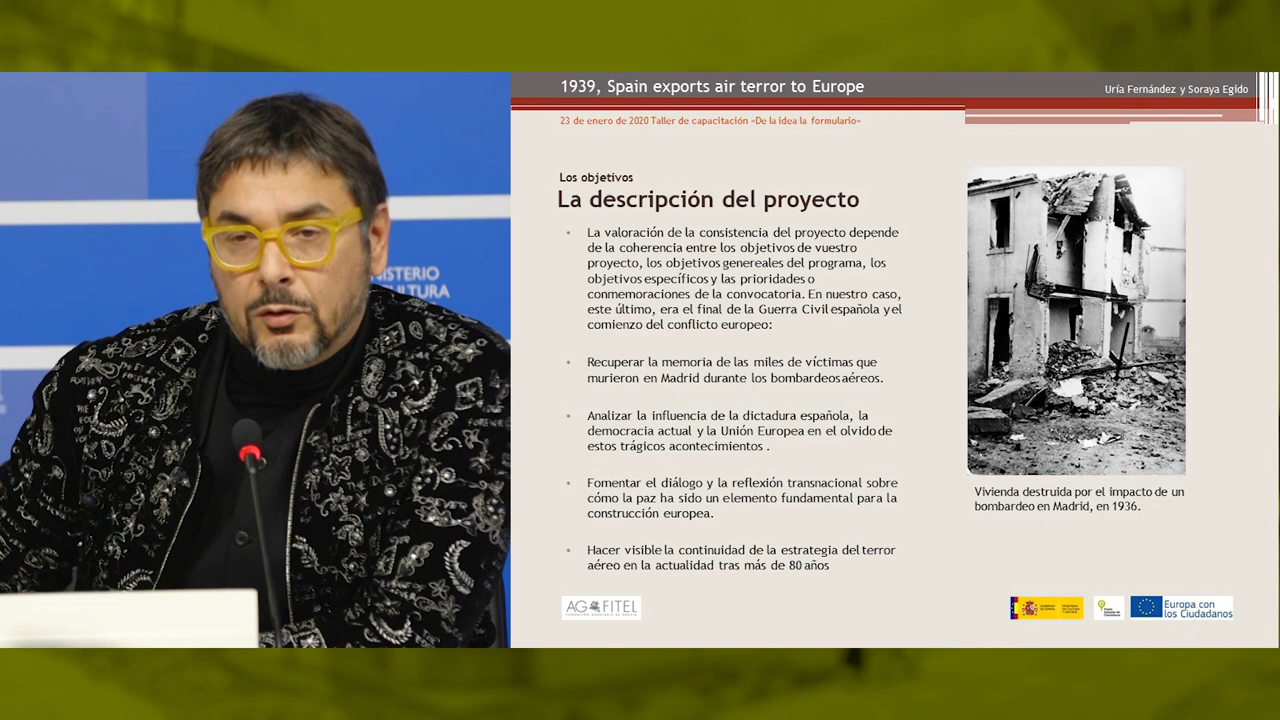 NISTERIO
CULTURA
1939, Spain exports air terror to Europe
Uría Fernández y Soraya Egido
23 de enero de 2020 Taller de capacitación «De la idea la formulario»
Los objetivos
La descripción del proyecto
• La valoración de la consistencia del proyecto depende
de la coherencia entre los objetivos de vuestro
proyecto, los objetivos genereales del programa, los
objetivos específicos y las prioridades o
conmemoraciones de la convocatoria. En nuestro caso,
este último, era el final de la Guerra Civil española y el
comienzo del conflicto europeo:
• Recuperar la memoria de las miles de víctimas que
murieron en Madrid durante los bombardeos aéreos.
• Analizar la influencia de la dictadura española, la
democracia actual y la Unión Europea en el olvido de
estos trágicos acontecimientos .
• Fomentar el diálogo y la reflexión transnacional sobre
cómo la paz ha sido un elemento fundamental para la
construcción europea.
• Hacer visible la continuidad de la estrategia del terror
aéreo en la actualidad tras más de 80 años
Vivienda destruida por el impacto de un
bombardeo en Madrid, en 1936.
AG FITEL
Europa con
los Ciudadanos